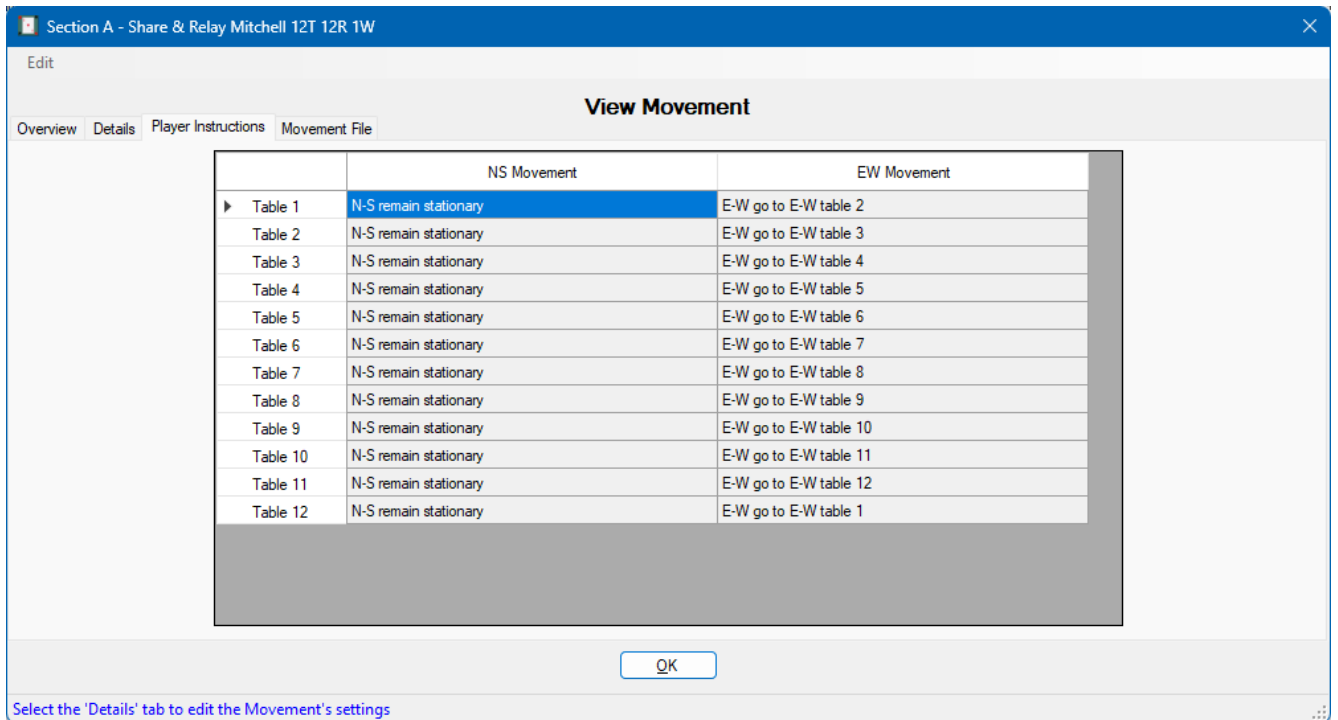 Section A - Share & Relay Mitchell 12T 12R 1W
Edit
View Movement
Overview Details Player Instructions Movement File
NS Movement EW Movement
Table 1 N-S remain stationary E-W go to E-W table 2
Table 2 N-S remain stationary E-W go to E-W table 3
Table 3 N-S remain stationary E-W go to E-W table 4
Table 4 N-S remain stationary E-W go to E-W table 5
Table 5 N-S remain stationary E-W go to E-W table 6
Table 6 N-S remain stationary E-W go to E-W table 7
Table 7 N-S remain stationary E-W go to E-W table 8
Table 8 N-S remain stationary E-W go to E-W table 9
Table 9 N-S remain stationary E-W go to E-W table 10
Table 10 N-S remain stationary E-W go to E-W table 11
Table 11 N-S remain stationary E-W go to E-W table 12
Table 12 N-S remain stationary E-W go to E-W table 1
OK
Select the 'Details' tab to edit the Movement's settings